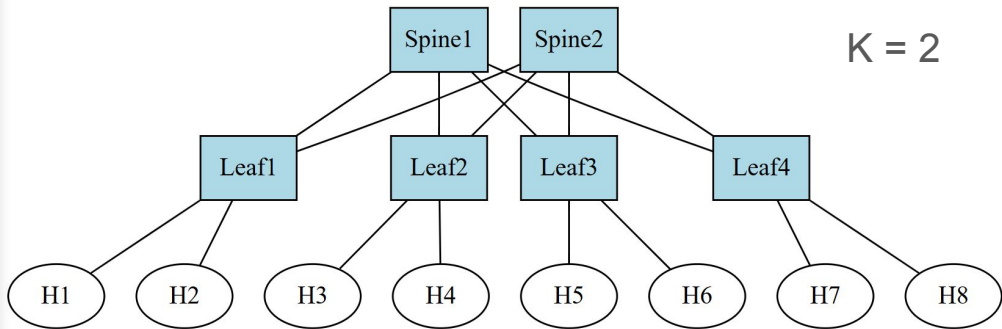 Spine1 Spine2
K = 2
Leaf1 Leaf2 Leaf3 Leaf4
H1 H2 H3 H4 H5 H6 H7 H8